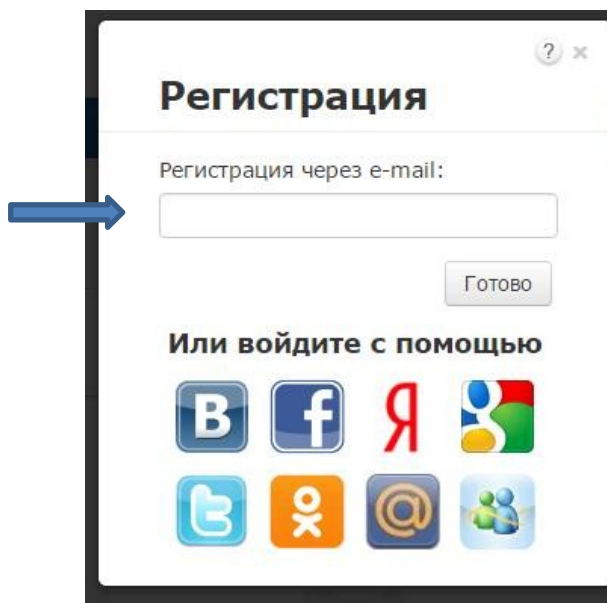 ?
Регистрация
Регистрация через e-mail:
Готово
Или войдите с помощью
В f Я g
t @